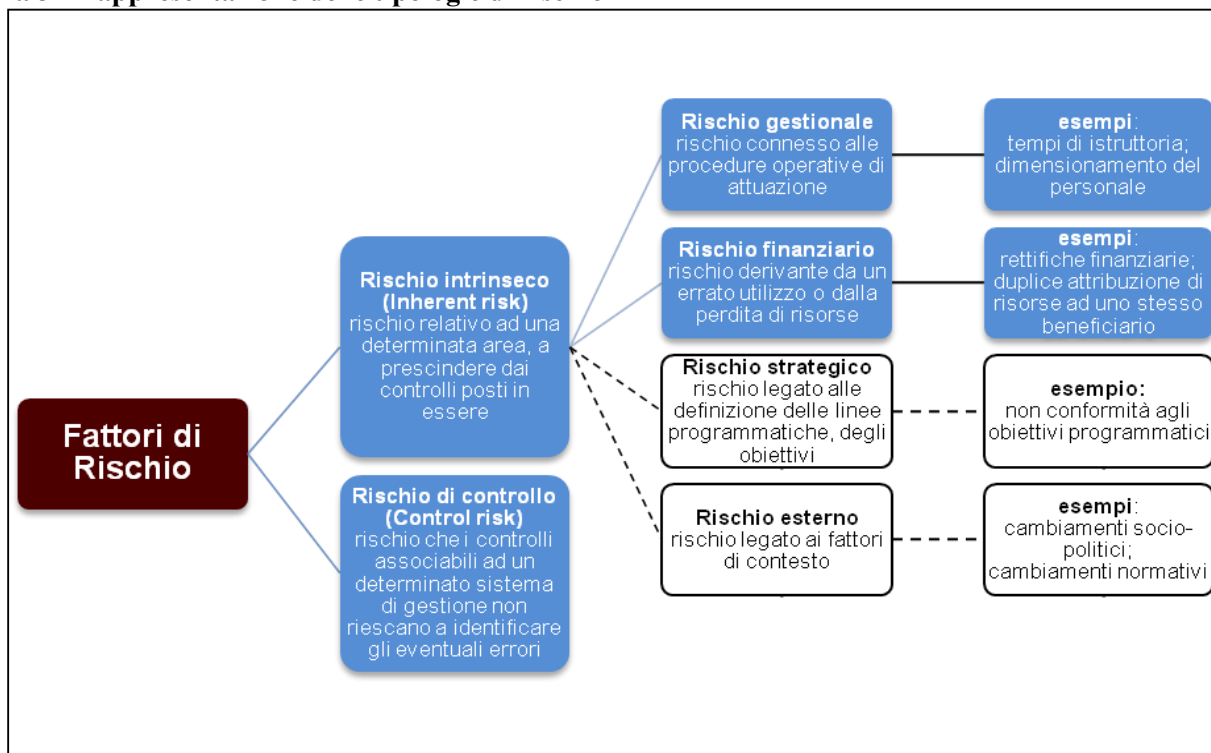 Rischio gestionale
rischio connesso alle
procedure operative di
attuazione
esempi:
tempi di istruttoria;
dimensionamento del
personale
Rischio finanziario
rischio derivante da un
errato utilizzo o dalla
perdita di risorse
esempi:
rettifiche finanziarie;
duplice attribuzione di
risorse ad uno stesso
beneficiario
Rischio intrinseco
(Inherent risk)
rischio relativo ad una
determinata area, a
prescindere dai
controlli posti in
essere
Rischio strategico
rischio legato alle
definizione delle linee
programmatiche, degli
obiettivi
esempio:
non conformità agli
obiettivi programmatici
Fattori di
Rischio
Rischio di controllo
(Control risk)
rischio che i controlli
associabili ad un
determinato sistema
di gestione non
riescano a identificare
gli eventuali errori
Rischio esterno
rischio legato ai fattori
di contesto
esempi:
cambiamenti socio-
politici;
cambiamenti normativi